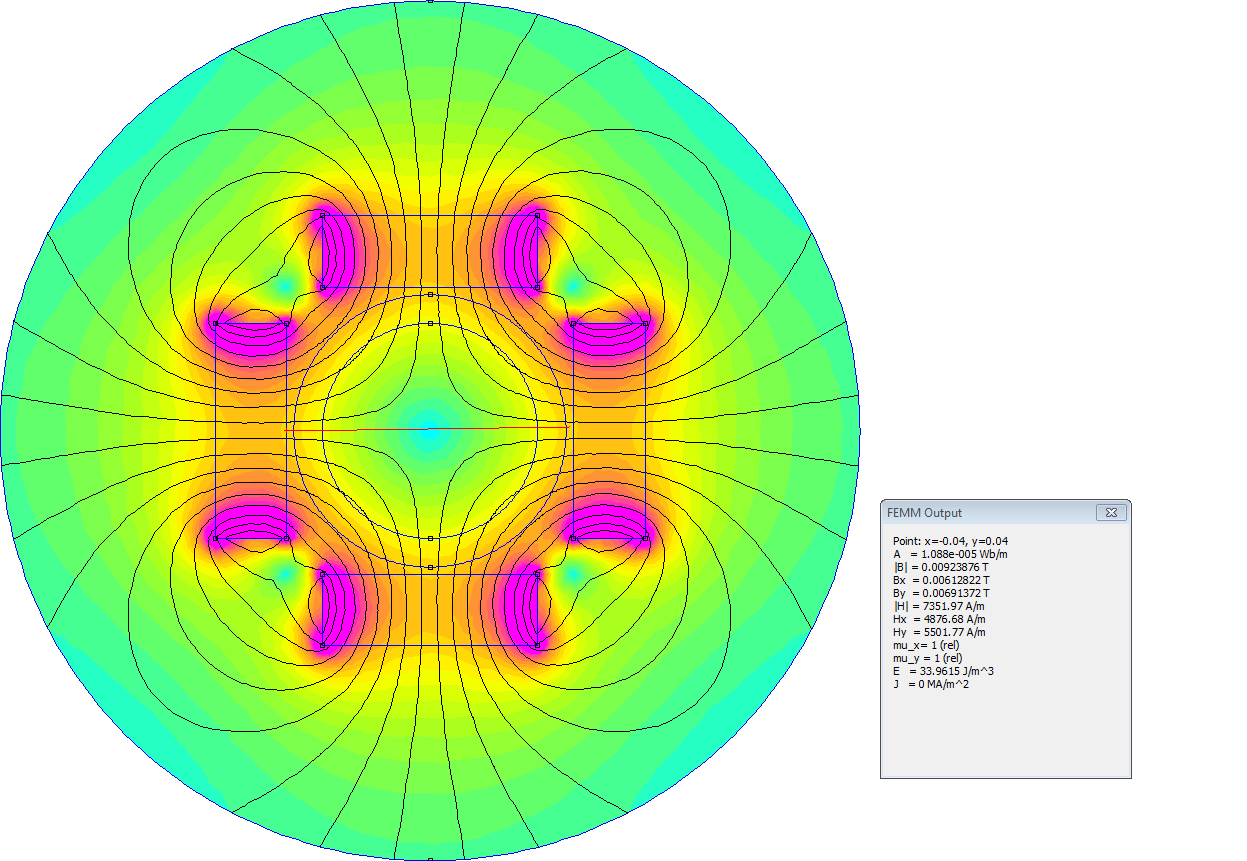 FEMM Output
Point: x=-0.04, y=0.04
A = 1.088e-005 Wb/m
|B| = 0.00923876 T
Bx = 0.00612822 T
By = 0.00691372 T
|H| = 7351.97 A/m
Hx = 4876.68 A/m
Hy = 5501.77 A/m
mu_x= 1 (rel)
mu_y = 1 (rel)
E = 33.9615 J/m^3
J = 0 MA/m^2